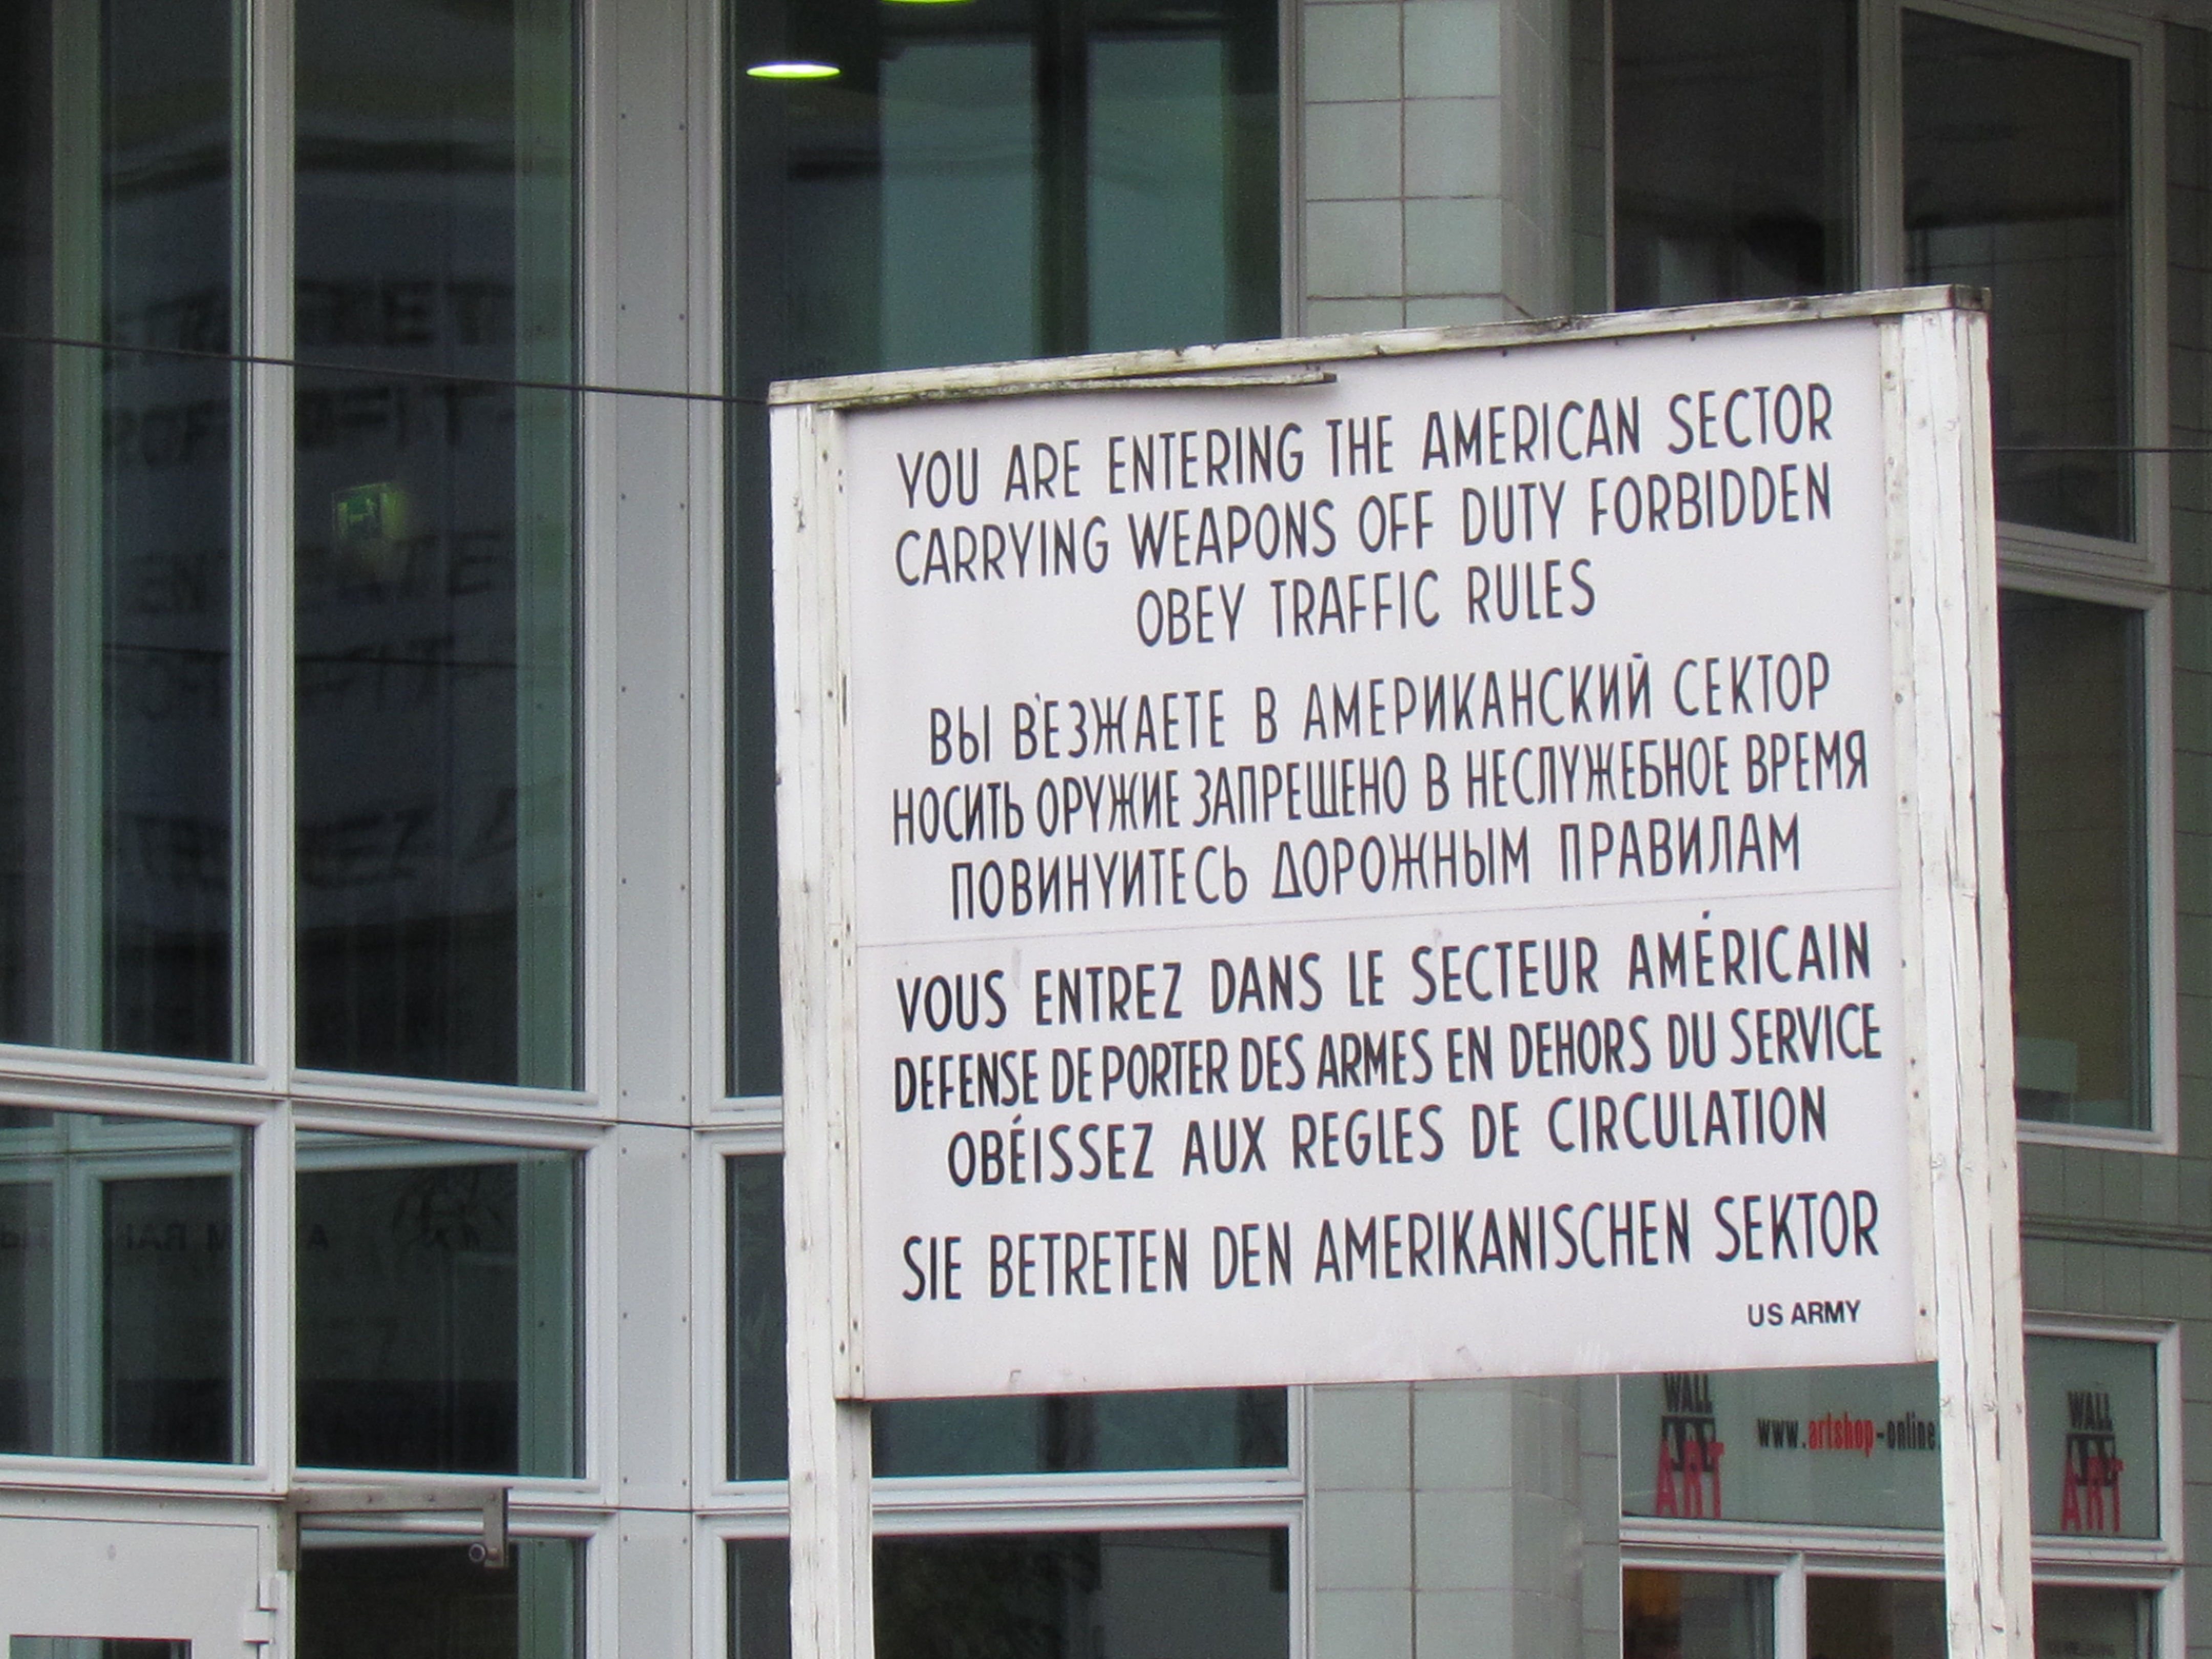 YOU ARE ENTERING THE AMERICAN SECTOR
CARRYING WEAPONS OFF DUTY FORBIDDEN
OBEY TRAFFIC RULES
ВЫ В'ЕЗЖАЕТЕ В АМЕРИКАНСКИЙ СЕКТОР
НОСИТЬ ОРУЖИЕ ЗАПРЕЩЕНО В НЕСЛУЖЕБНОЕ ВРЕМЯ
ПОВИНУИТЕСЬ ДОРОЖНЫМ ПРАВИЛАМ
VOUS ENTREZ DANS LE SECTEUR AMÉRICAIN
DEFENSE DE PORTER DES ARMES EN DEHORS DU SERVICE
OBÉISSEZ AUX REGLES DE CIRCULATION
SIE BETRETEN DEN AMERIKANISCHEN SEKTOR
US ARMY
WALL
ART
www.artshop-online.
WALL
ART